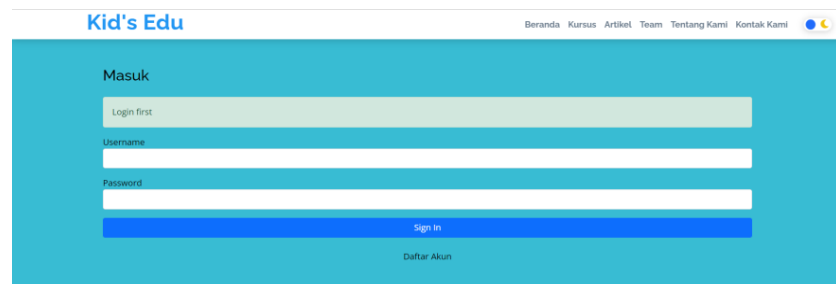 Kid's Edu
Beranda Kursus Artikel Team Tentang Kami Kontak Kami
Masuk
Login first
Username
Password
Sign In
Daftar Akun